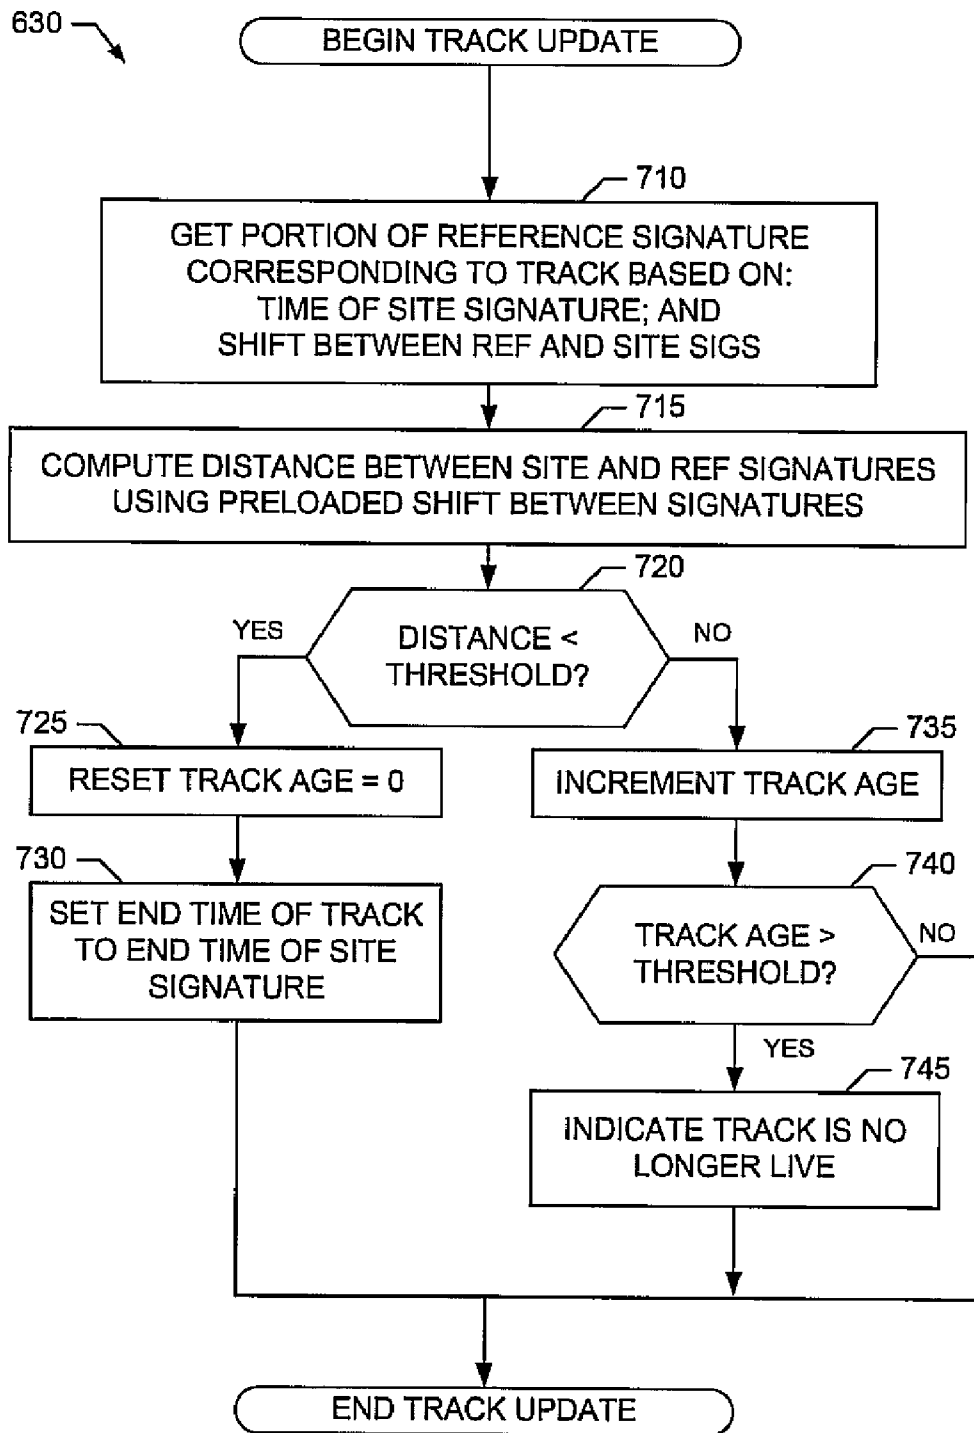 630
BEGIN TRACK UPDATE
710
GET PORTION OF REFERENCE SIGNATURE
CORRESPONDING TO TRACK BASED ON:
TIME OF SITE SIGNATURE; AND
SHIFT BETWEEN REF AND SITE SIGS
715
COMPUTE DISTANCE BETWEEN SITE AND REF SIGNATURES
USING PRELOADED SHIFT BETWEEN SIGNATURES
720
YES
DISTANCE <
THRESHOLD?
NO
725
RESET TRACK AGE = 0
730
SET END TIME OF TRACK
TO END TIME OF SITE
SIGNATURE
735
INCREMENT TRACK AGE
740
TRACK AGE >
THRESHOLD?
NO
YES
745
INDICATE TRACK IS NO
LONGER LIVE
END TRACK UPDATE